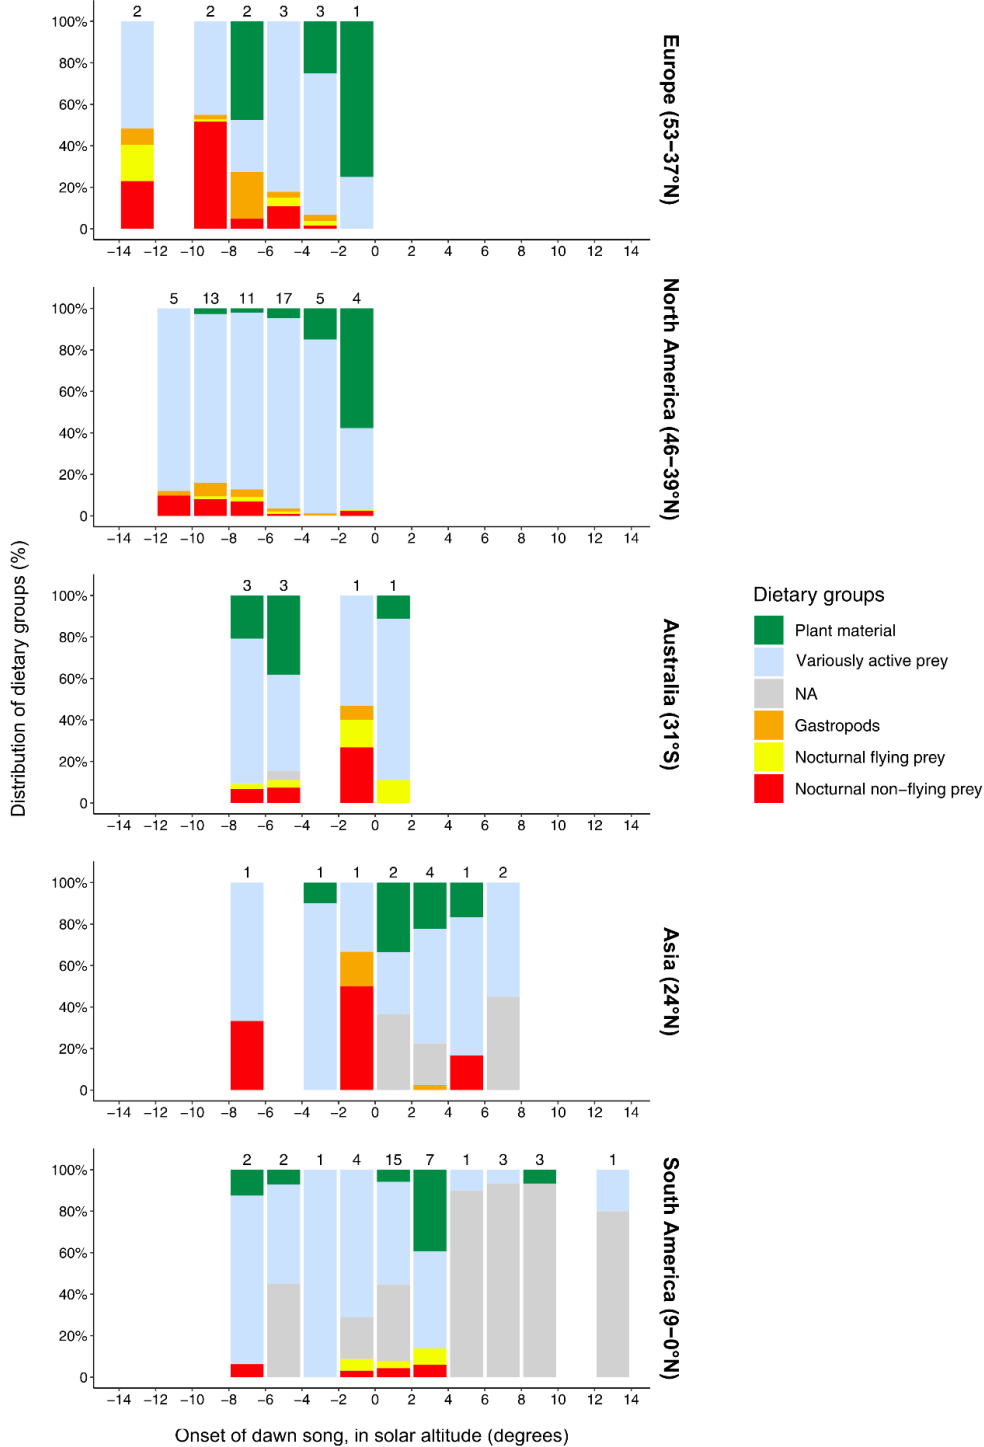 2 2 2 3 3 1
100%
80%
60%
40%
20%
0
−14 −12 −10 −8 −6 −4 −2 0 2 4 6 8 10 12 14
Europe (53−37°N)
5 13 11 17 5 4
100%
80%
60%
40%
20%
0
−14 −12 −10 −8 −6 −4 −2 0 2 4 6 8 10 12 14
North America (46−39°N)
3 3 1 1
100%
80%
60%
40%
20%
0
−14 −12 −10 −8 −6 −4 −2 0 2 4 6 8 10 12 14
Australia (31°S)
1 1 1 2 4 1 2
100%
80%
60%
40%
20%
0
−14 −12 −10 −8 −6 −4 −2 0 2 4 6 8 10 12 14
Asia (24°N)
2 2 1 4 15 7 1 3 3 1
100%
80%
60%
40%
20%
0
−14 −12 −10 −8 −6 −4 −2 0 2 4 6 8 10 12 14
South America (9−0°N)
Distribution of dietary groups (%)
Onset of dawn song, in solar altitude (degrees)
Dietary groups
Plant material
Variously active prey
NA
Gastropods
Nocturnal flying prey
Nocturnal non−flying prey